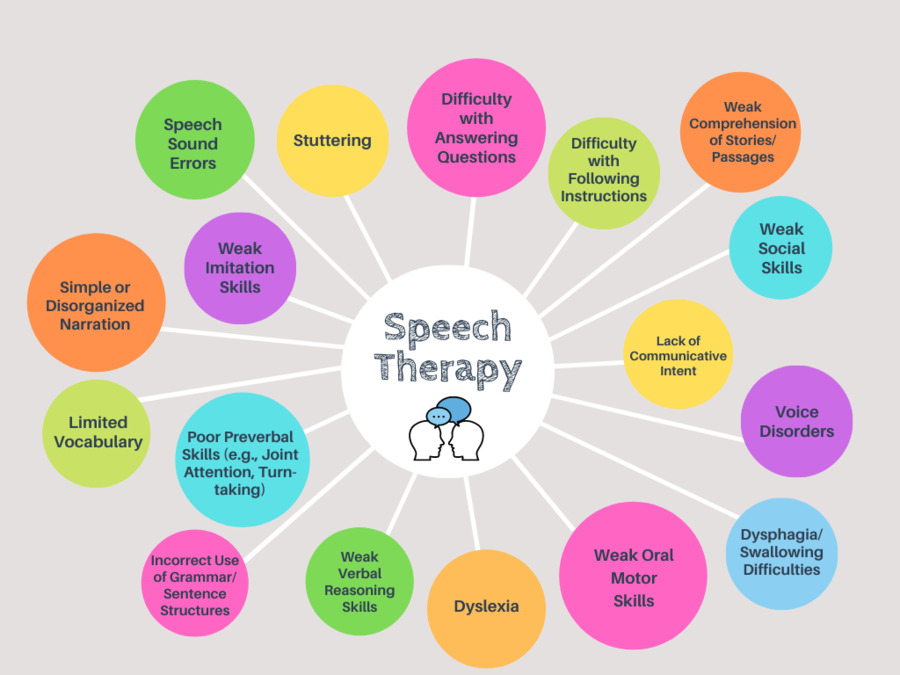 Speech
Sound
Errors
Stuttering
Difficulty
with
Answering
Questions
Difficulty
with
Following
Instructions
Weak
Comprehension
of Stories/
Passages
Weak
Imitation
Skills
Weak
Social
Skills
Simple or
Disorganized
Narration
Speech
Therapy
Lack of
Communicative
Intent
Limited
Vocabulary
Poor Preverbal
Skills (e.g., Joint
Attention, Turn-
taking)
Voice
Disorders
Incorrect Use
of Grammar/
Sentence
Structures
Weak
Verbal
Reasoning
Skills
Dyslexia
Weak Oral
Motor
Skills
Dysphagia/
Swallowing
Difficulties